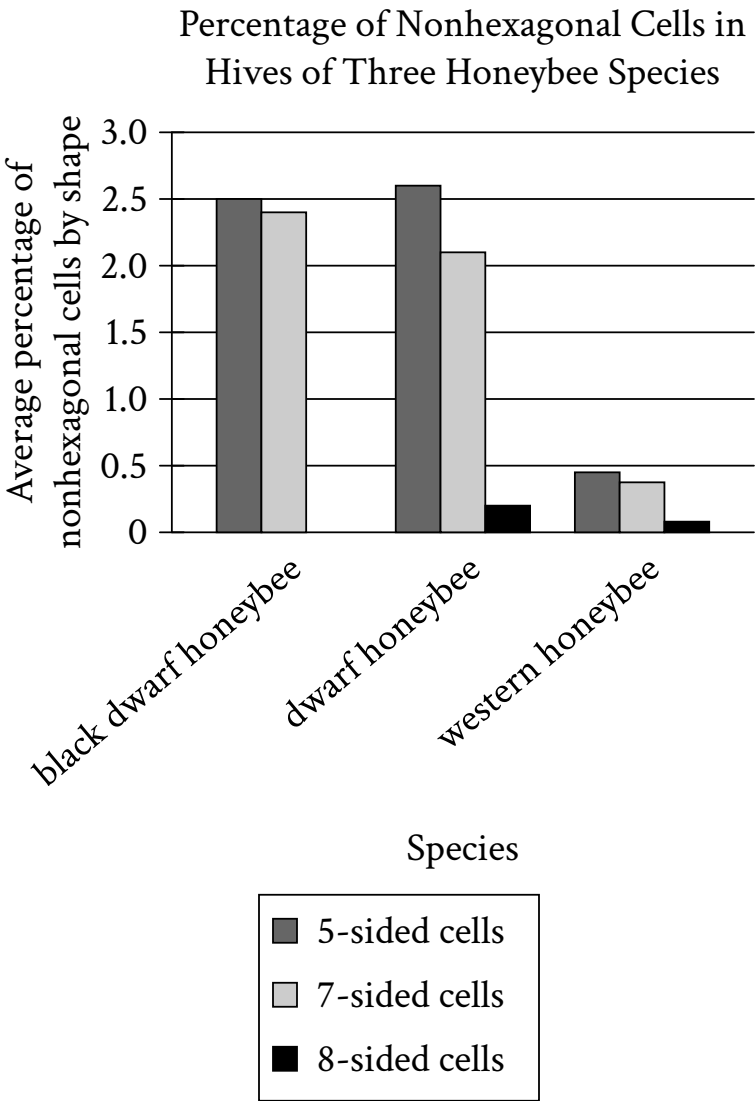 Percentage of Nonhexagonal Cells in
Hives of Three Honeybee Species
Average percentage of
nonhexagonal cells by shape
3.0
2.5
2.0
1.5
1.0
0.5
0
black dwarf honeybee
dwarf honeybee
western honeybee
Species
5-sided cells
7-sided cells
8-sided cells